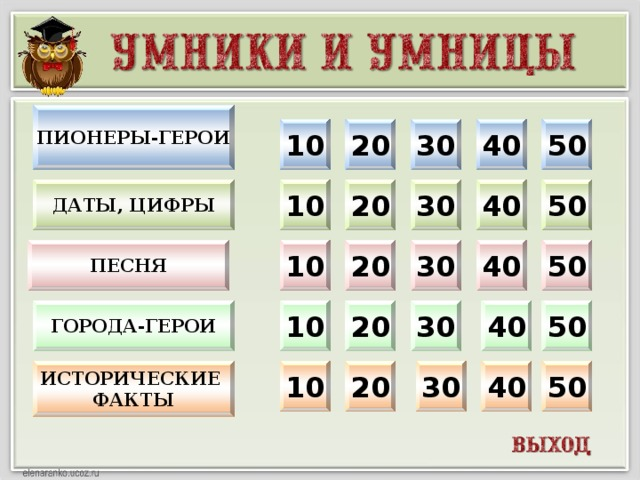 УМНИКИ И УМНИЦЫ
ПИОНЕРЫ-ГЕРОИ 10 20 30 40 50
ДАТЫ, ЦИФРЫ 10 20 30 40 50
ПЕСНЯ 10 20 30 40 50
ГОРОДА-ГЕРОИ 10 20 30 40 50
ИСТОРИЧЕСКИЕ
ФАКТЫ 10 20 30 40 50
ВЫХОД
elenaranko.ucoz.ru